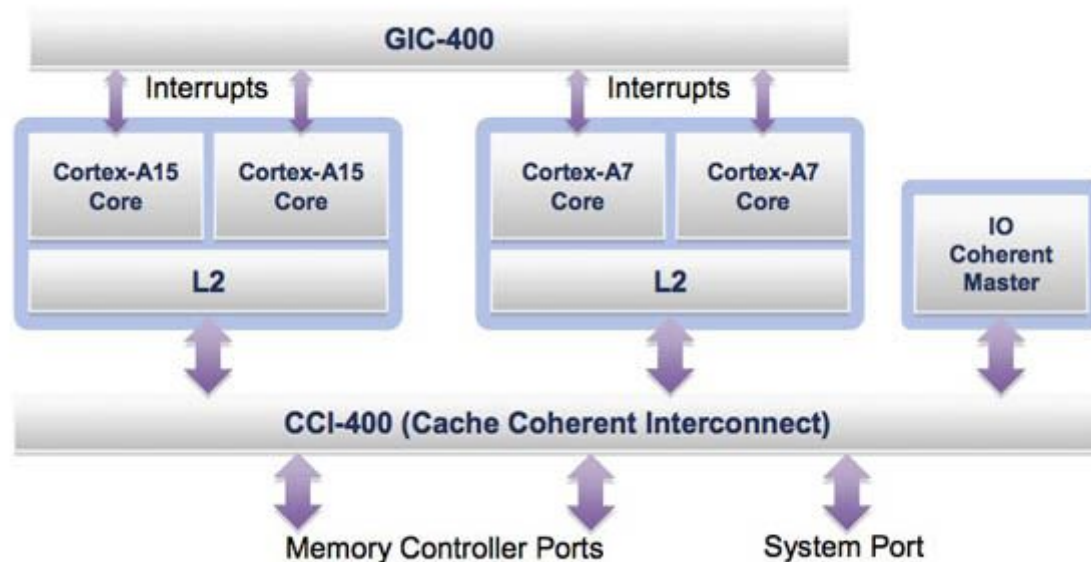 GIC-400
Interrupts
Interrupts
Cortex-A15
Core
Cortex-A15
Core
Cortex-A7
Core
Cortex-A7
Core
L2
L2
IO
Coherent
Master
CCI-400 (Cache Coherent Interconnect)
Memory Controller Ports
System Port